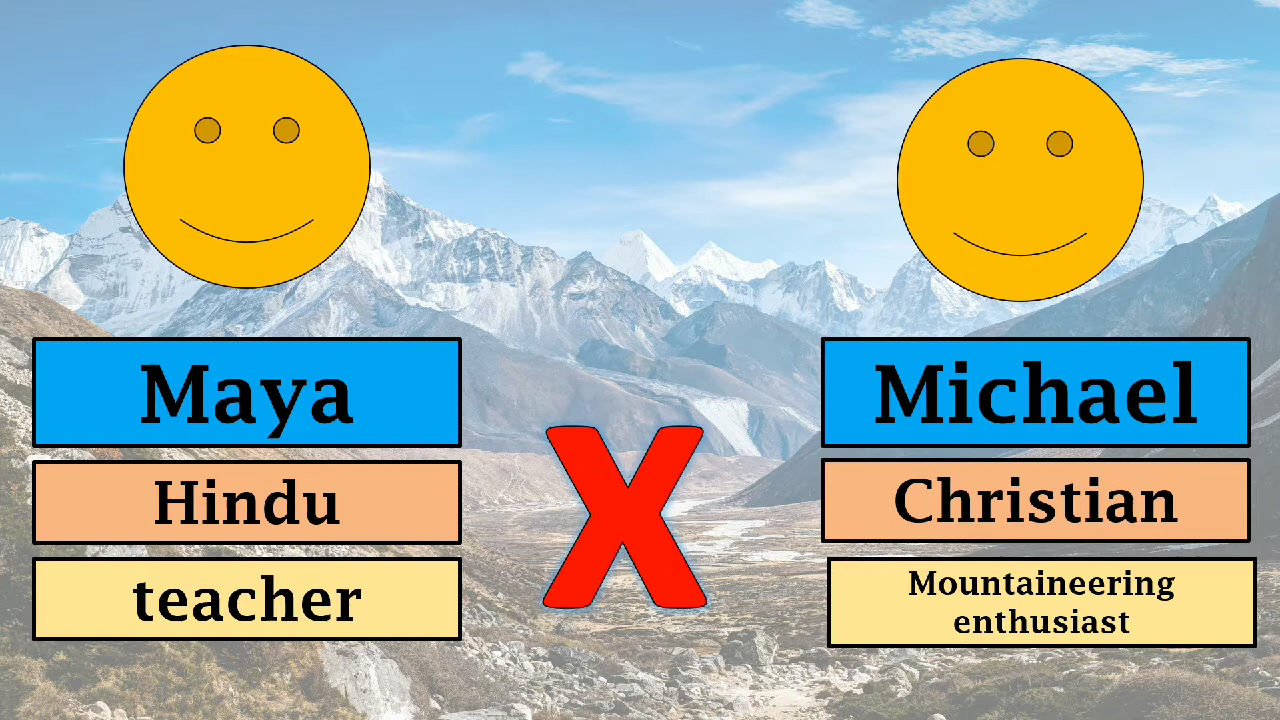 Maya
Hindu
teacher
X
Michael
Christian
Mountaineering
enthusiast